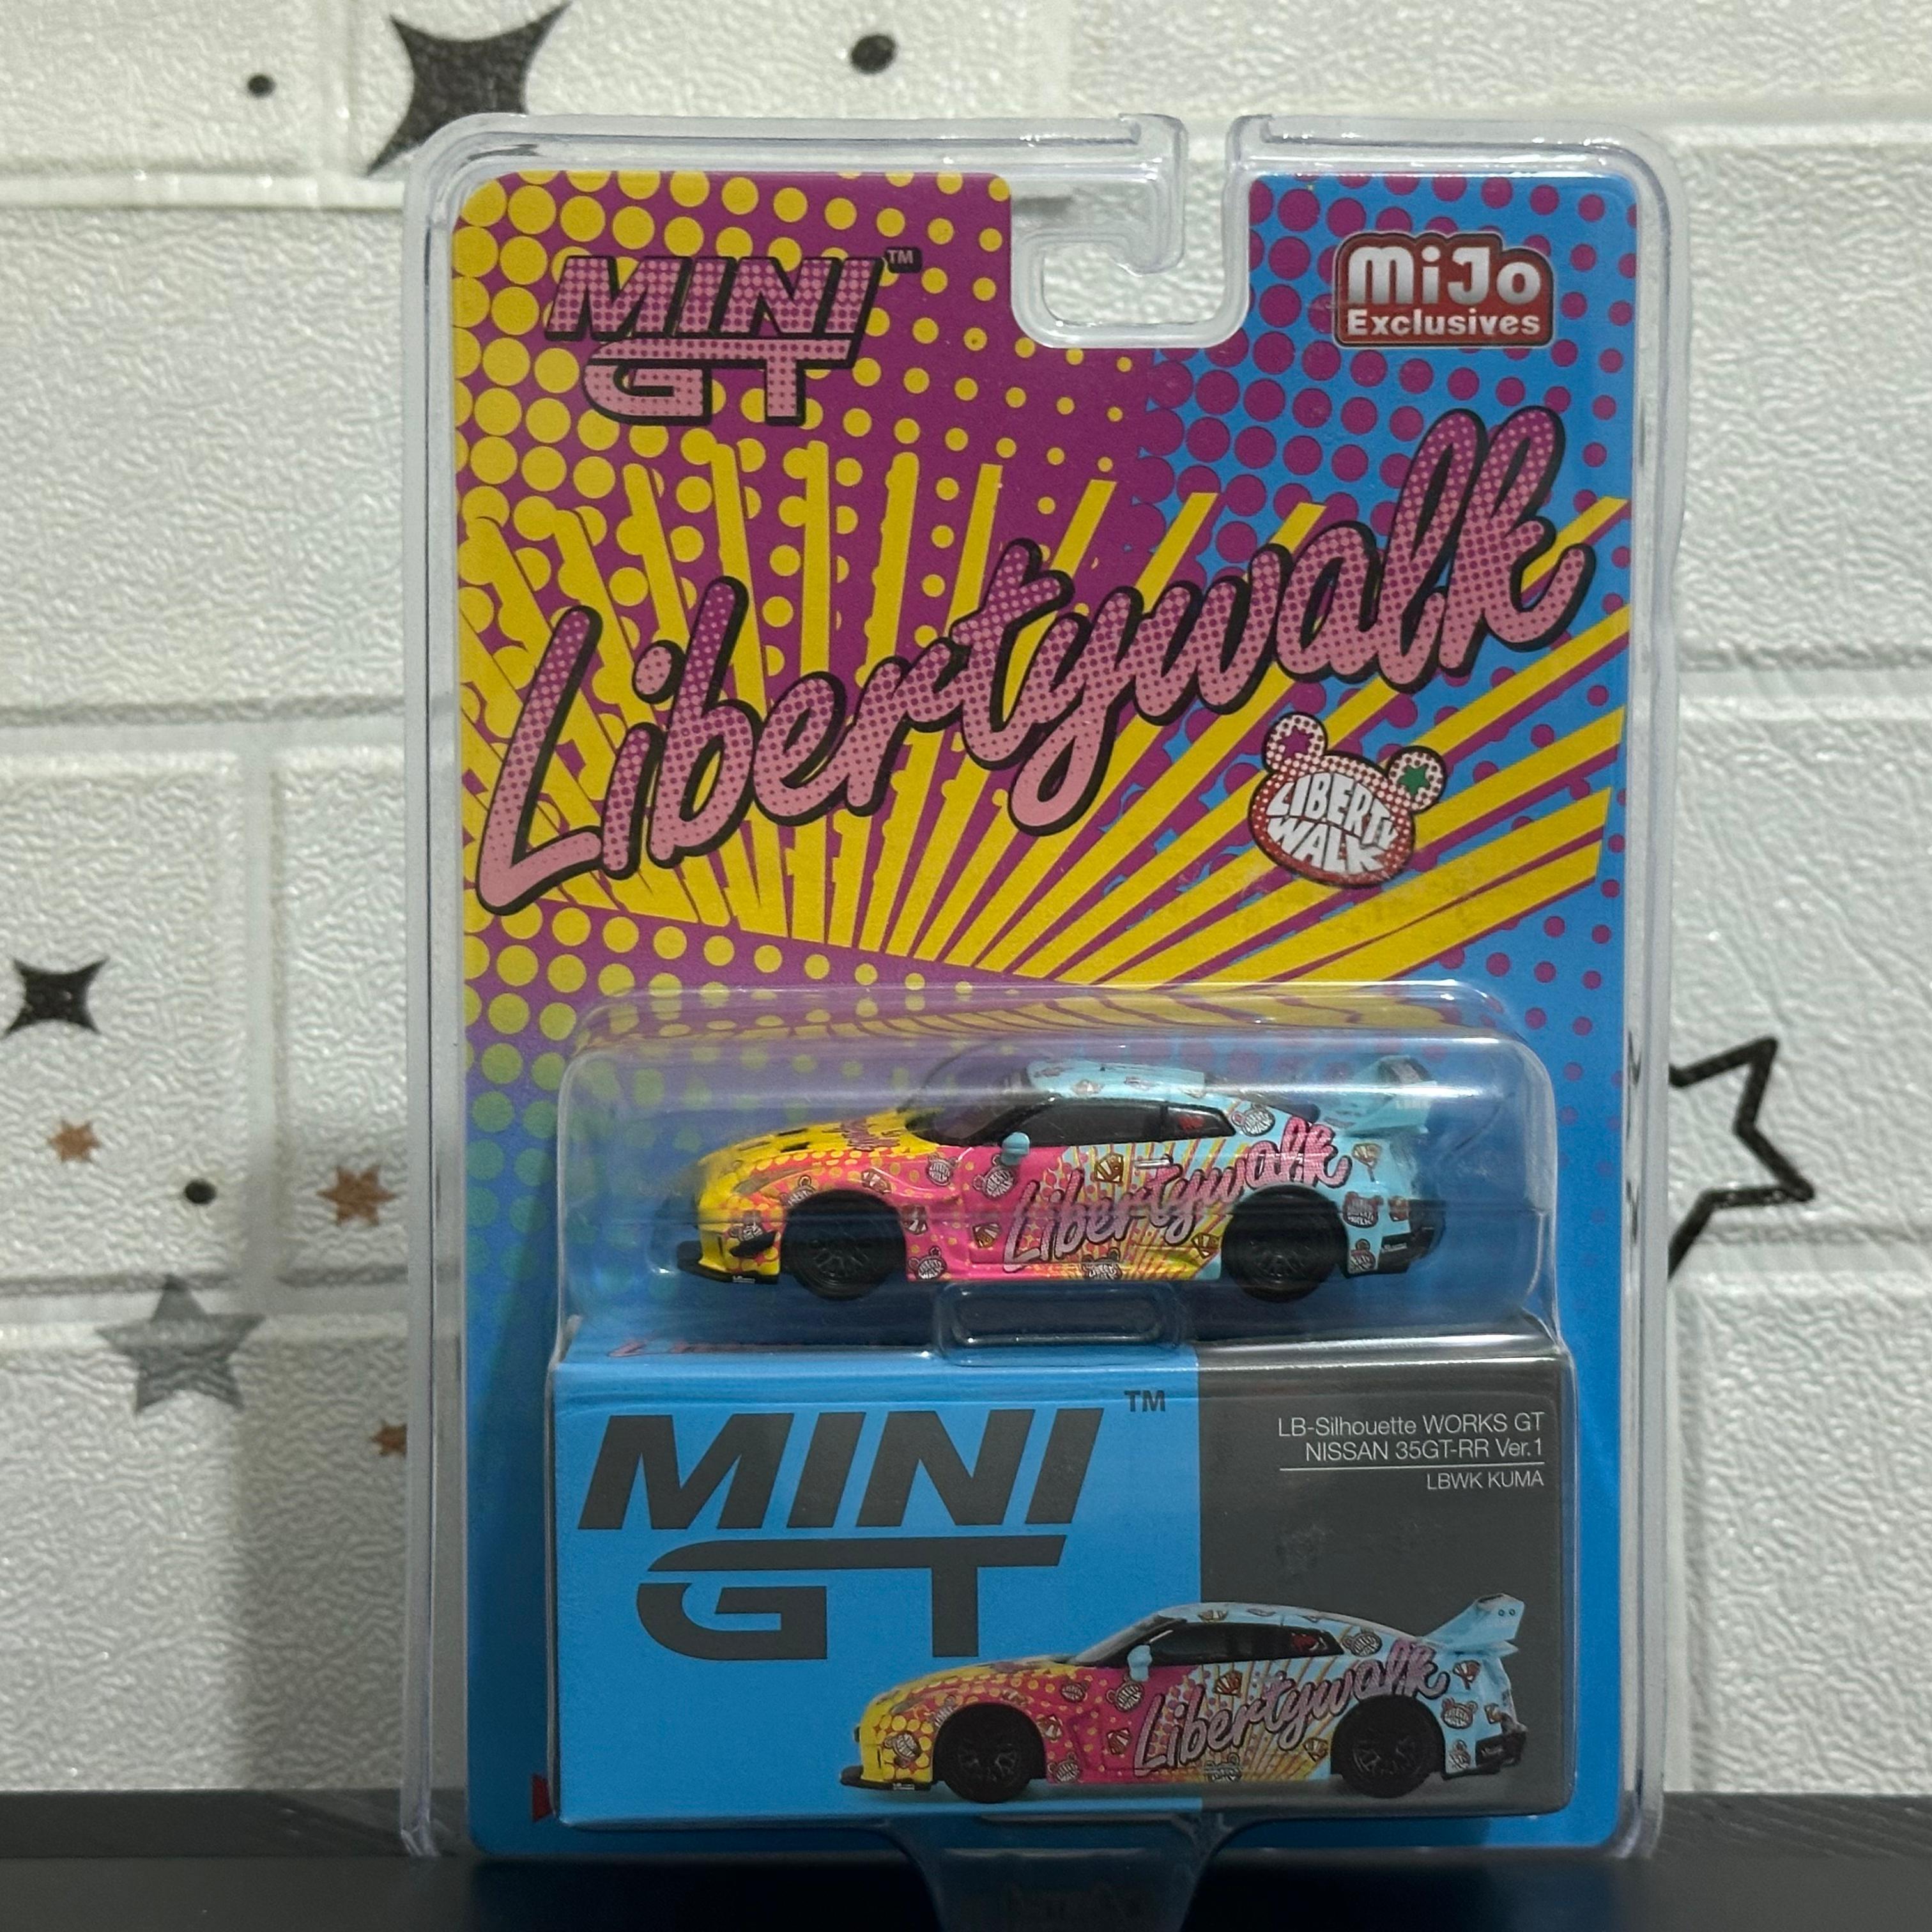 MINI GT™
MiJo
Exclusives
Libertywalk
LIBERTY
WALK
Libertywalk
MINI GT™
LB-Silhouette WORKS GT
NISSAN 35GT-RR Ver.1
LBWK KUMA
Libertywalk